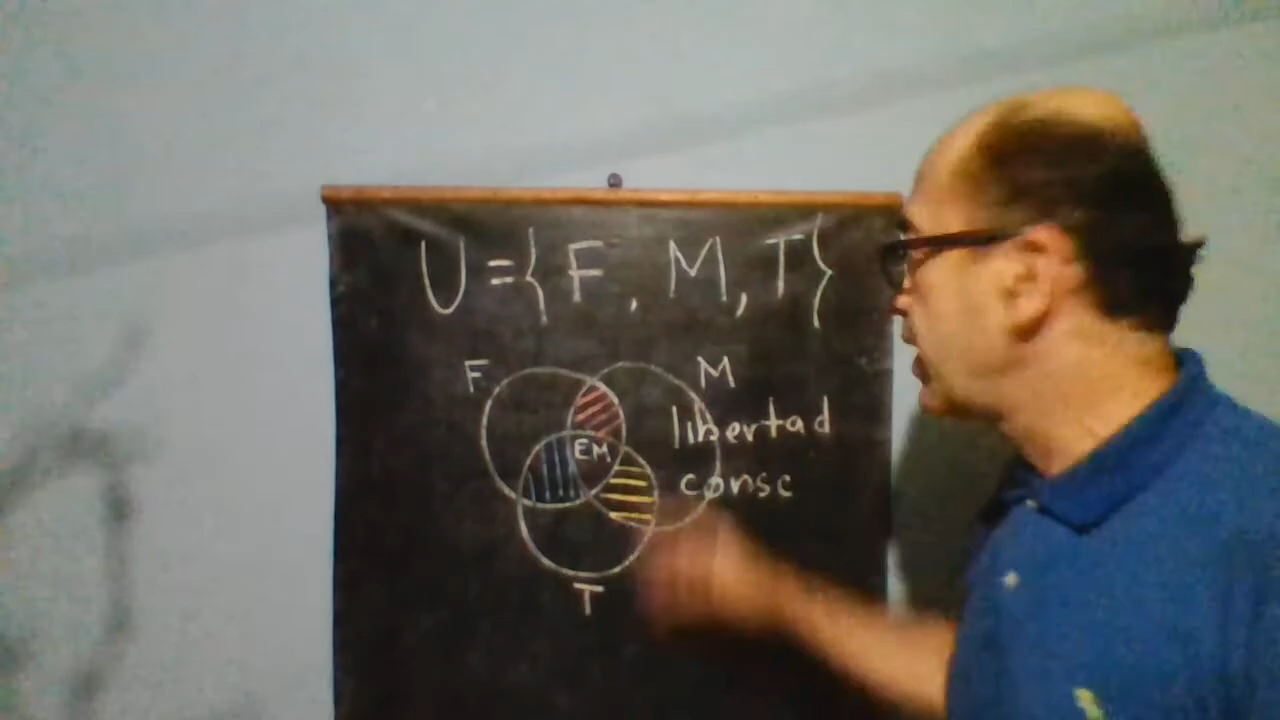 U = { F, M, T }
F
M
libertad
EM
consc
T